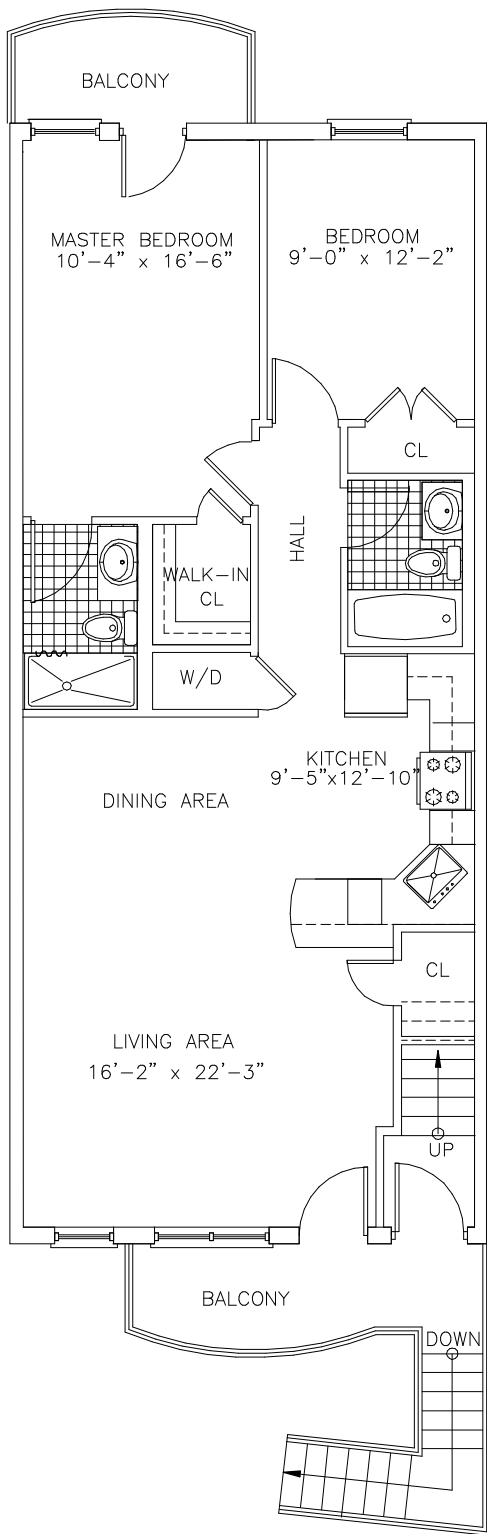 BALCONY
MASTER BEDROOM
10'-4" x 16'-6"
BEDROOM
9'-0" x 12'-2"
CL
HALL
WALK-IN
CL
W/D
KITCHEN
9'-5"x12'-10"
DINING AREA
CL
LIVING AREA
16'-2" x 22'-3"
UP
BALCONY
DOWN